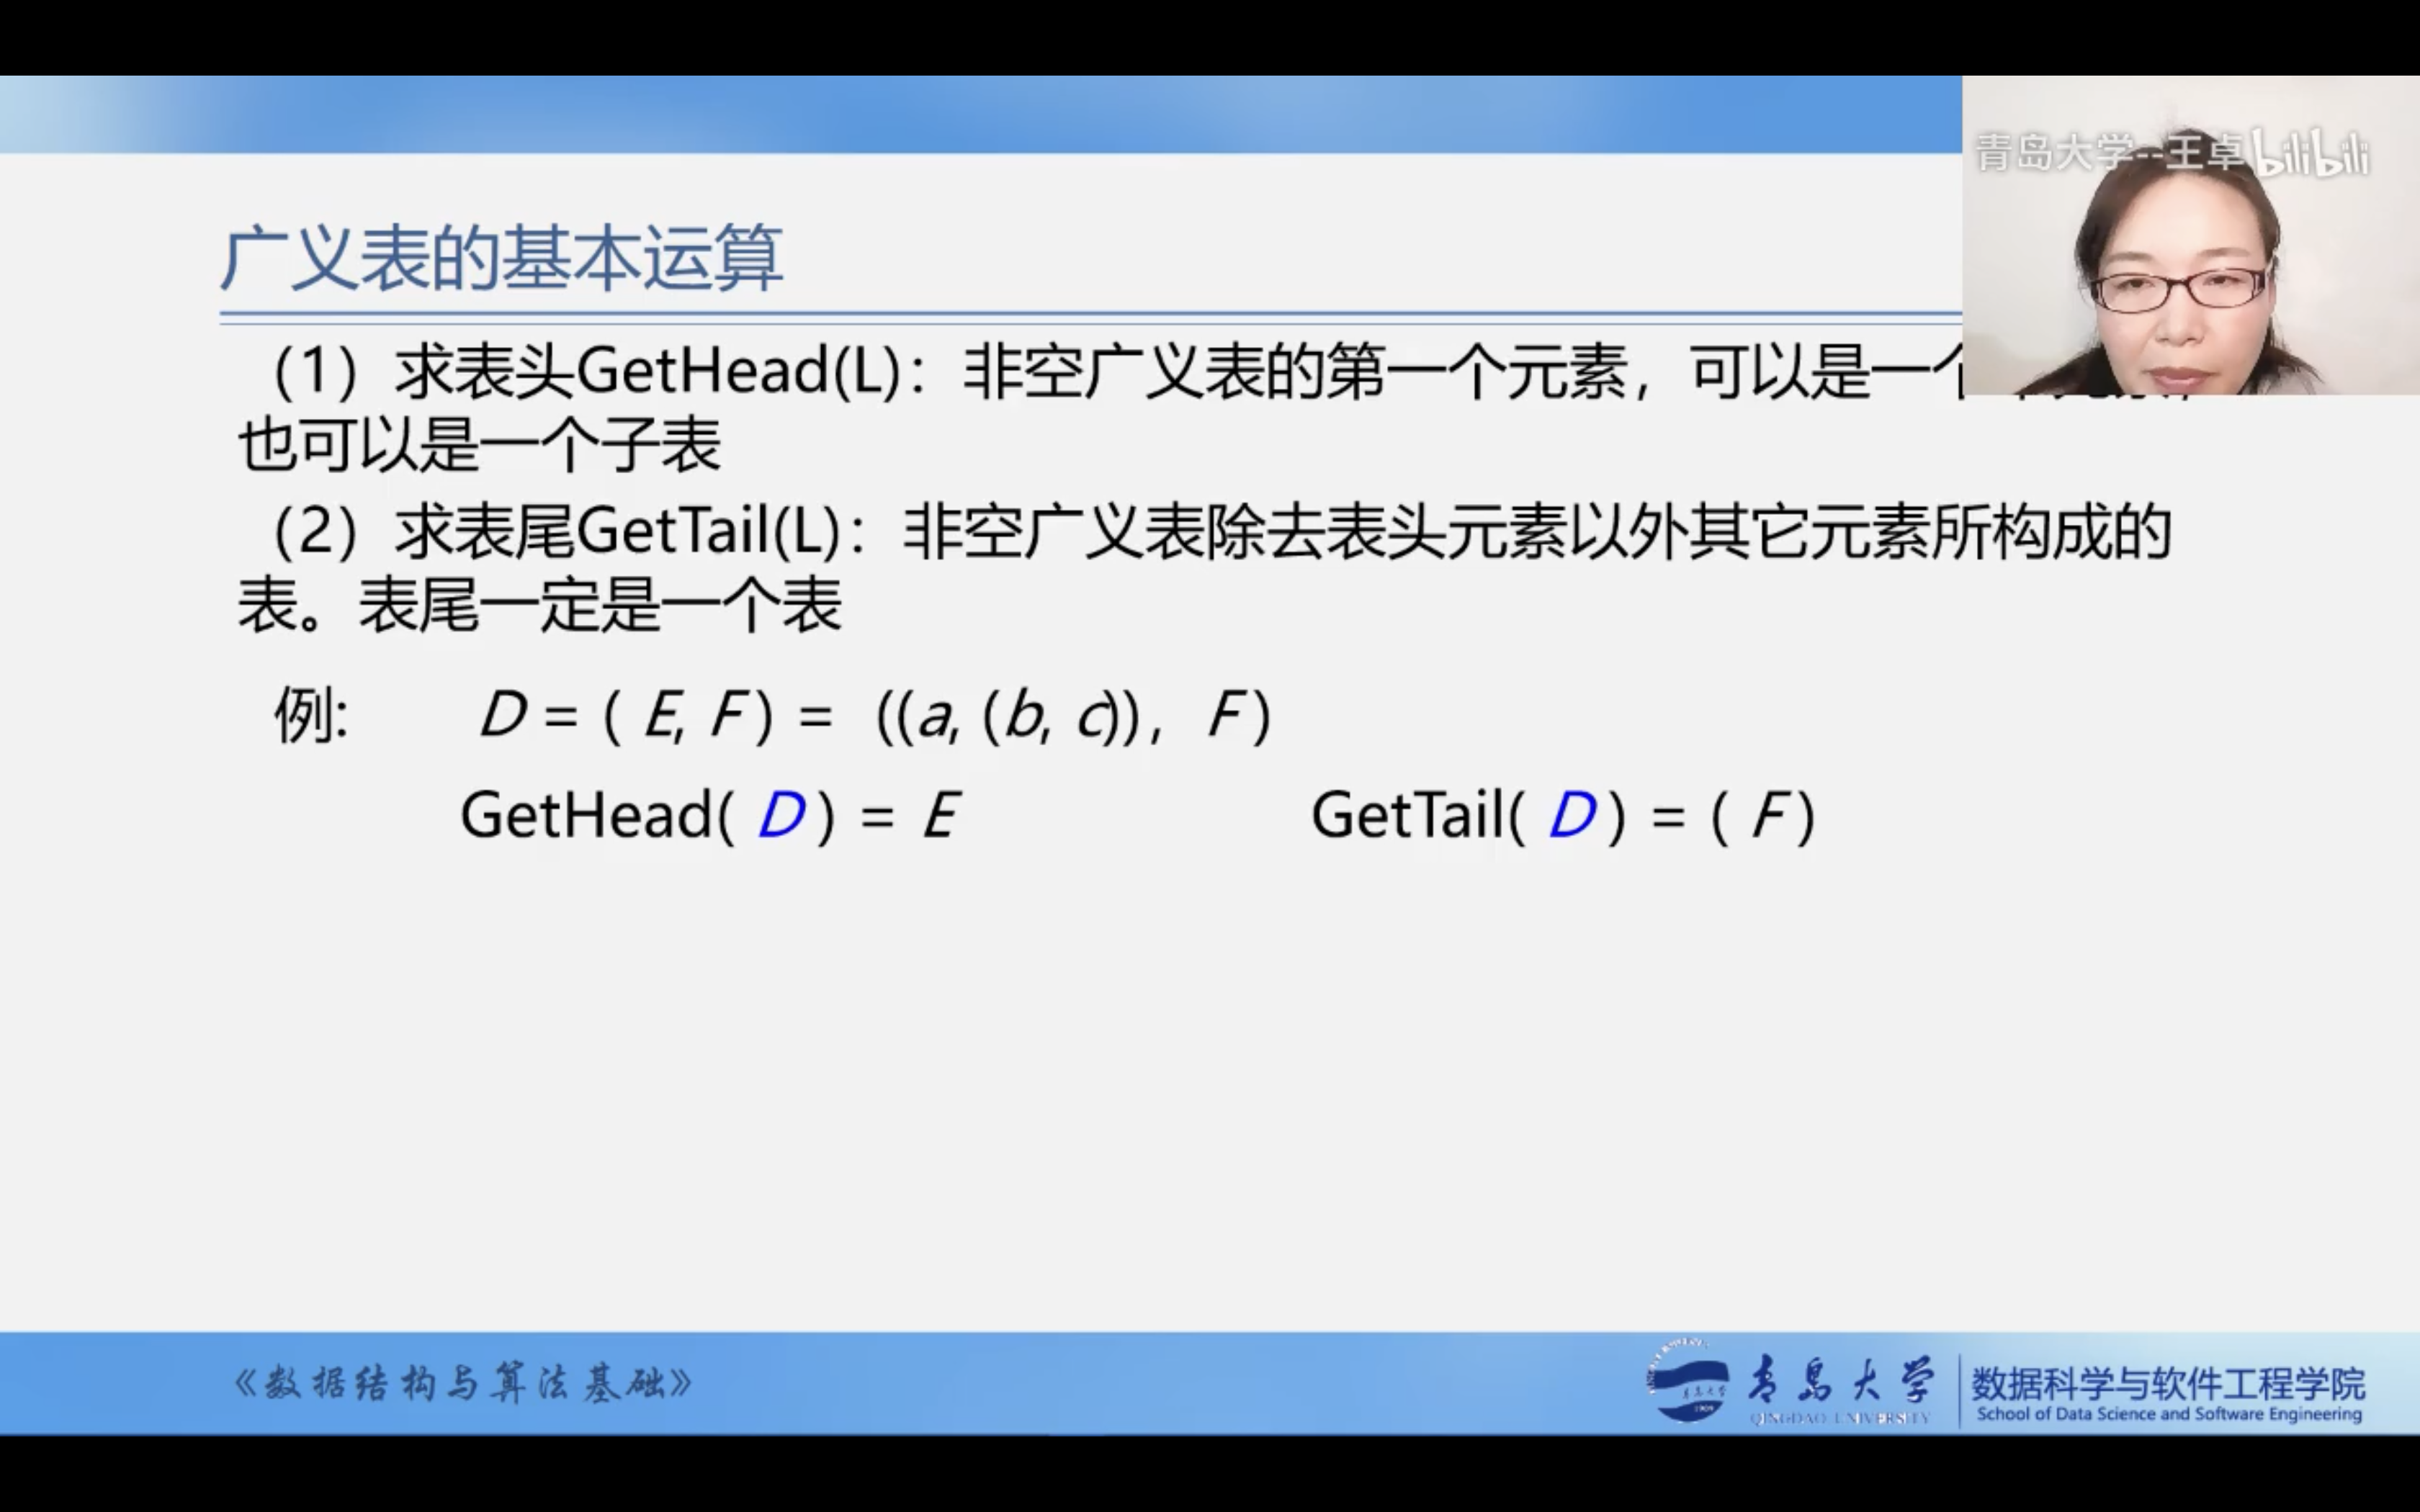 青岛大学--王卓 bilibili
广义表的基本运算
（1）求表头GetHead(L)：非空广义表的第一个元素，可以是一个
也可以是一个子表
（2）求表尾GetTail(L)：非空广义表除去表头元素以外其它元素所构成的
表。表尾一定是一个表
例: D = ( E, F ) = ((a, (b, c)), F )
GetHead( D ) = E GetTail( D ) = ( F )
《数据结构与算法基础》
青岛大学
QINGDAO UNIVERSITY
1909
数据科学与软件工程学院
School of Data Science and Software Engineering